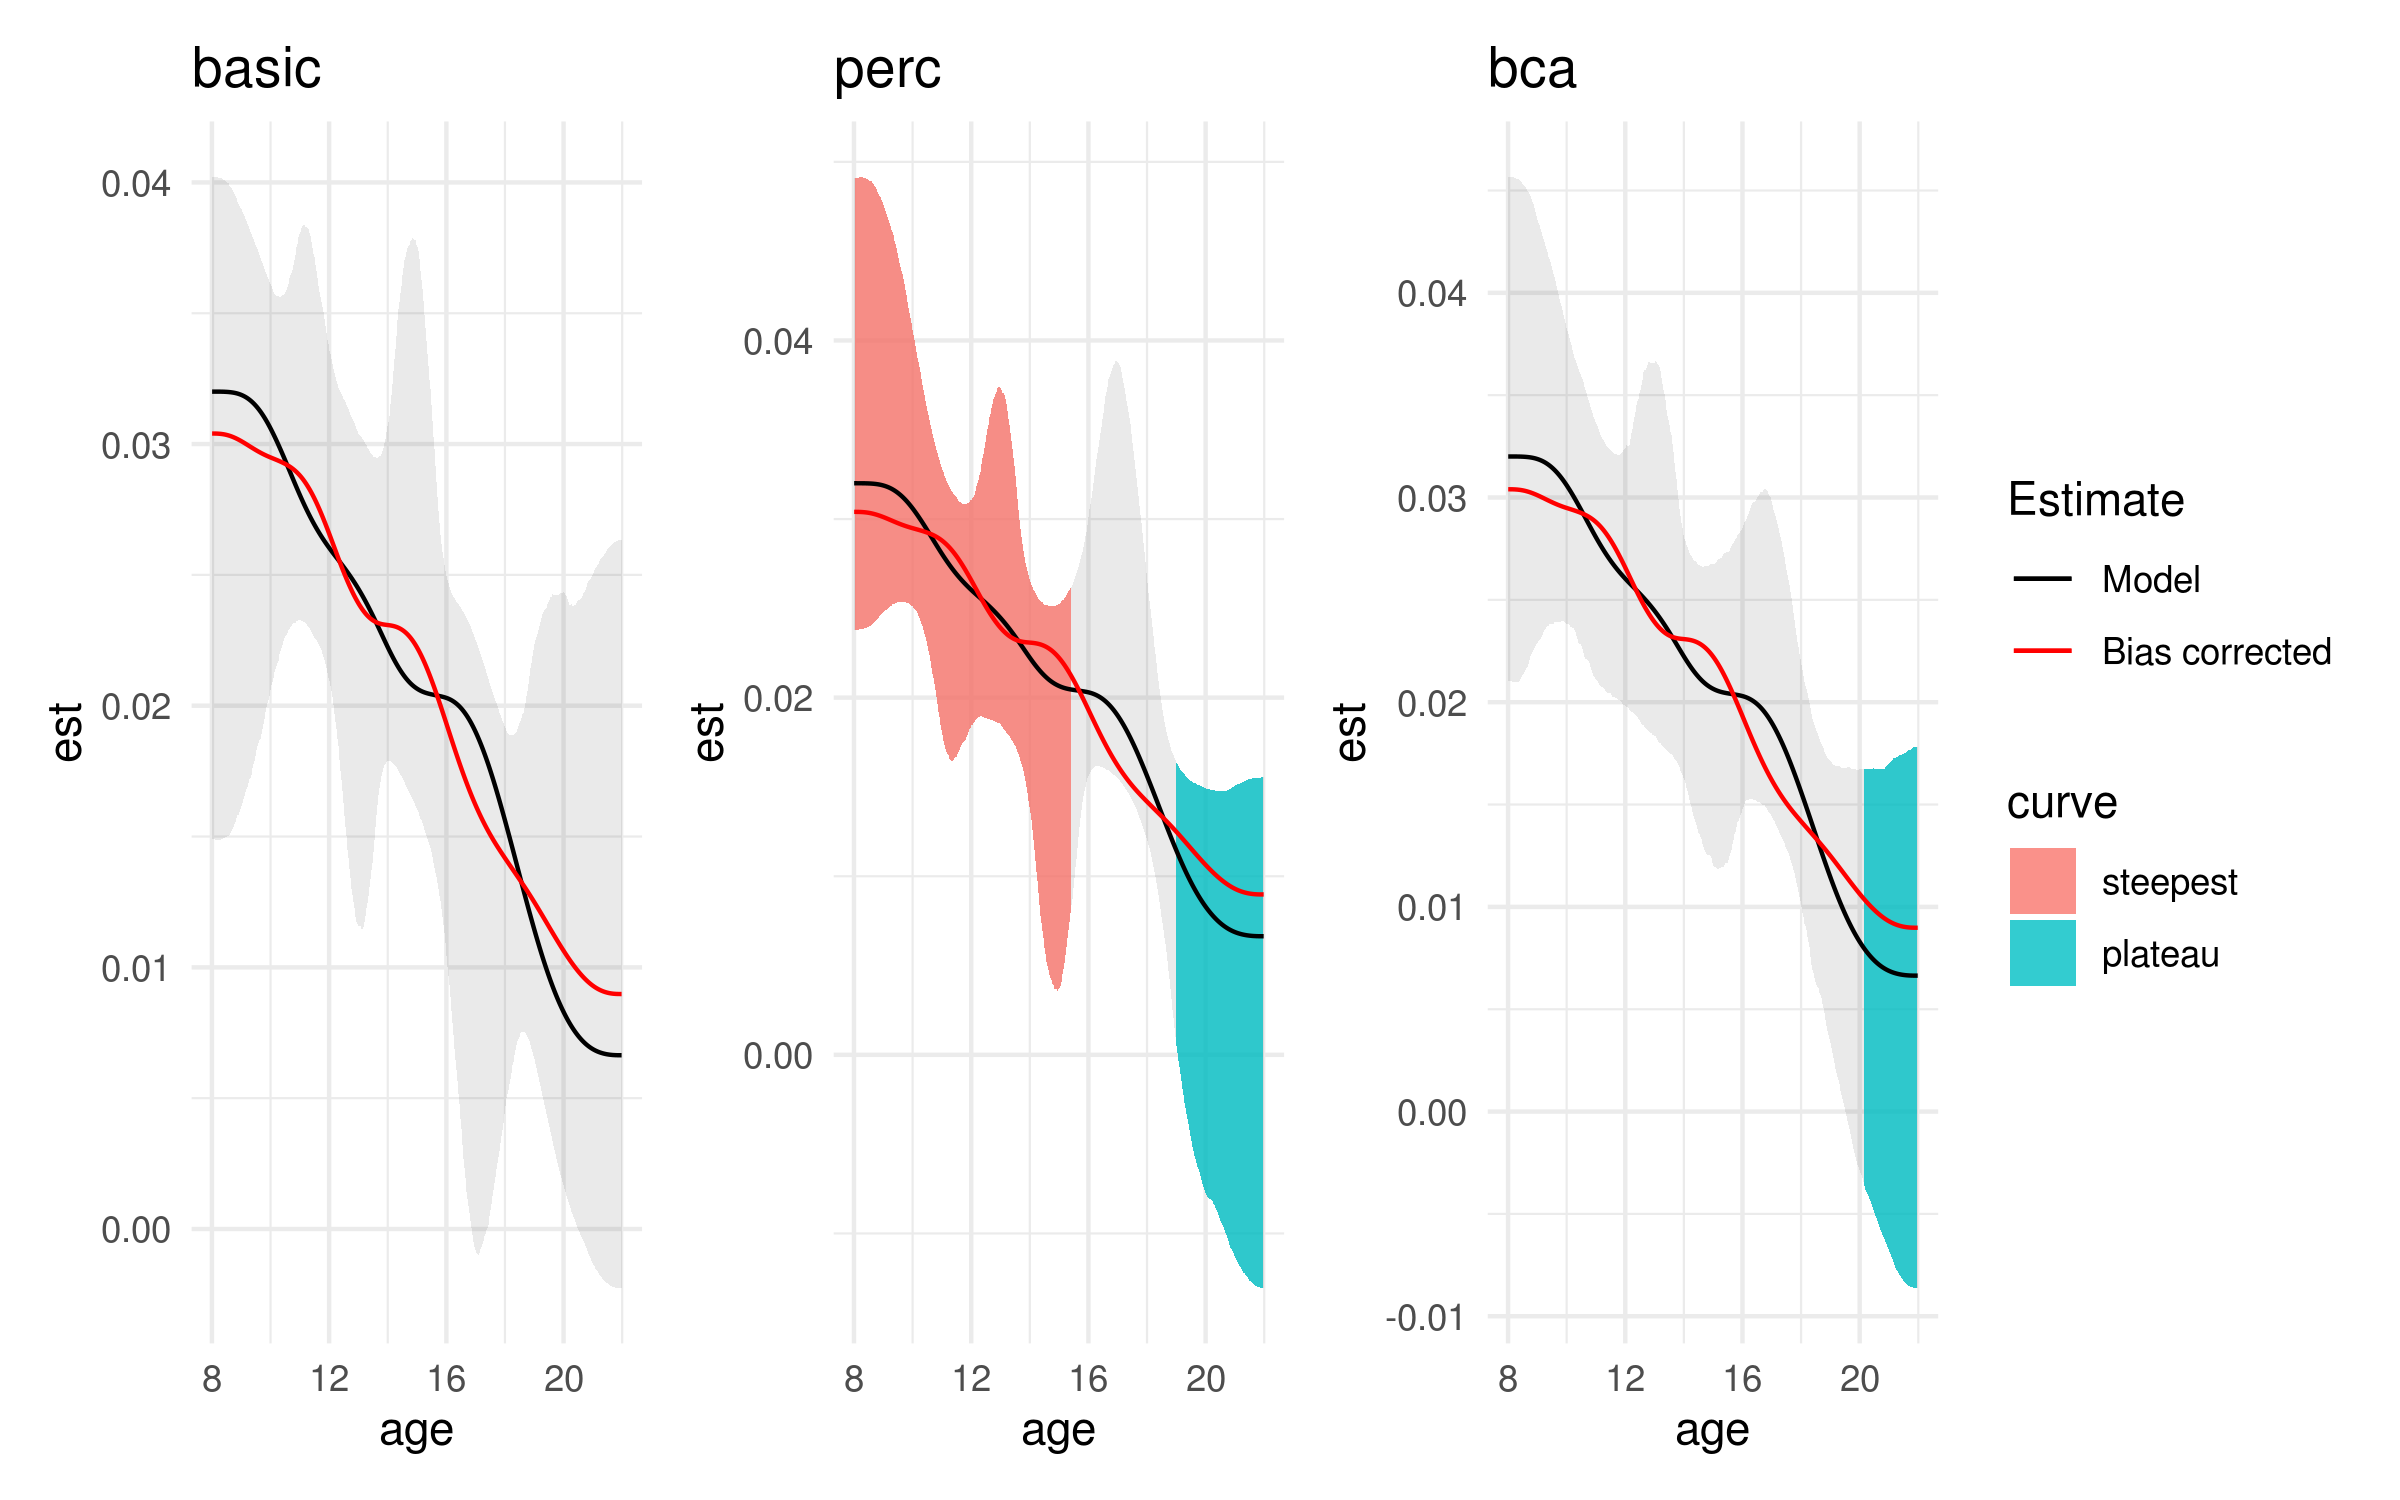 basic
perc
bca
0.04
0.03
0.02
0.01
0.00
est
8 12 16 20
age
0.04
0.02
0.00
est
8 12 16 20
age
0.04
0.03
0.02
0.01
0.00
-0.01
est
8 12 16 20
age
Estimate
Model
Bias corrected
curve
steepest
plateau